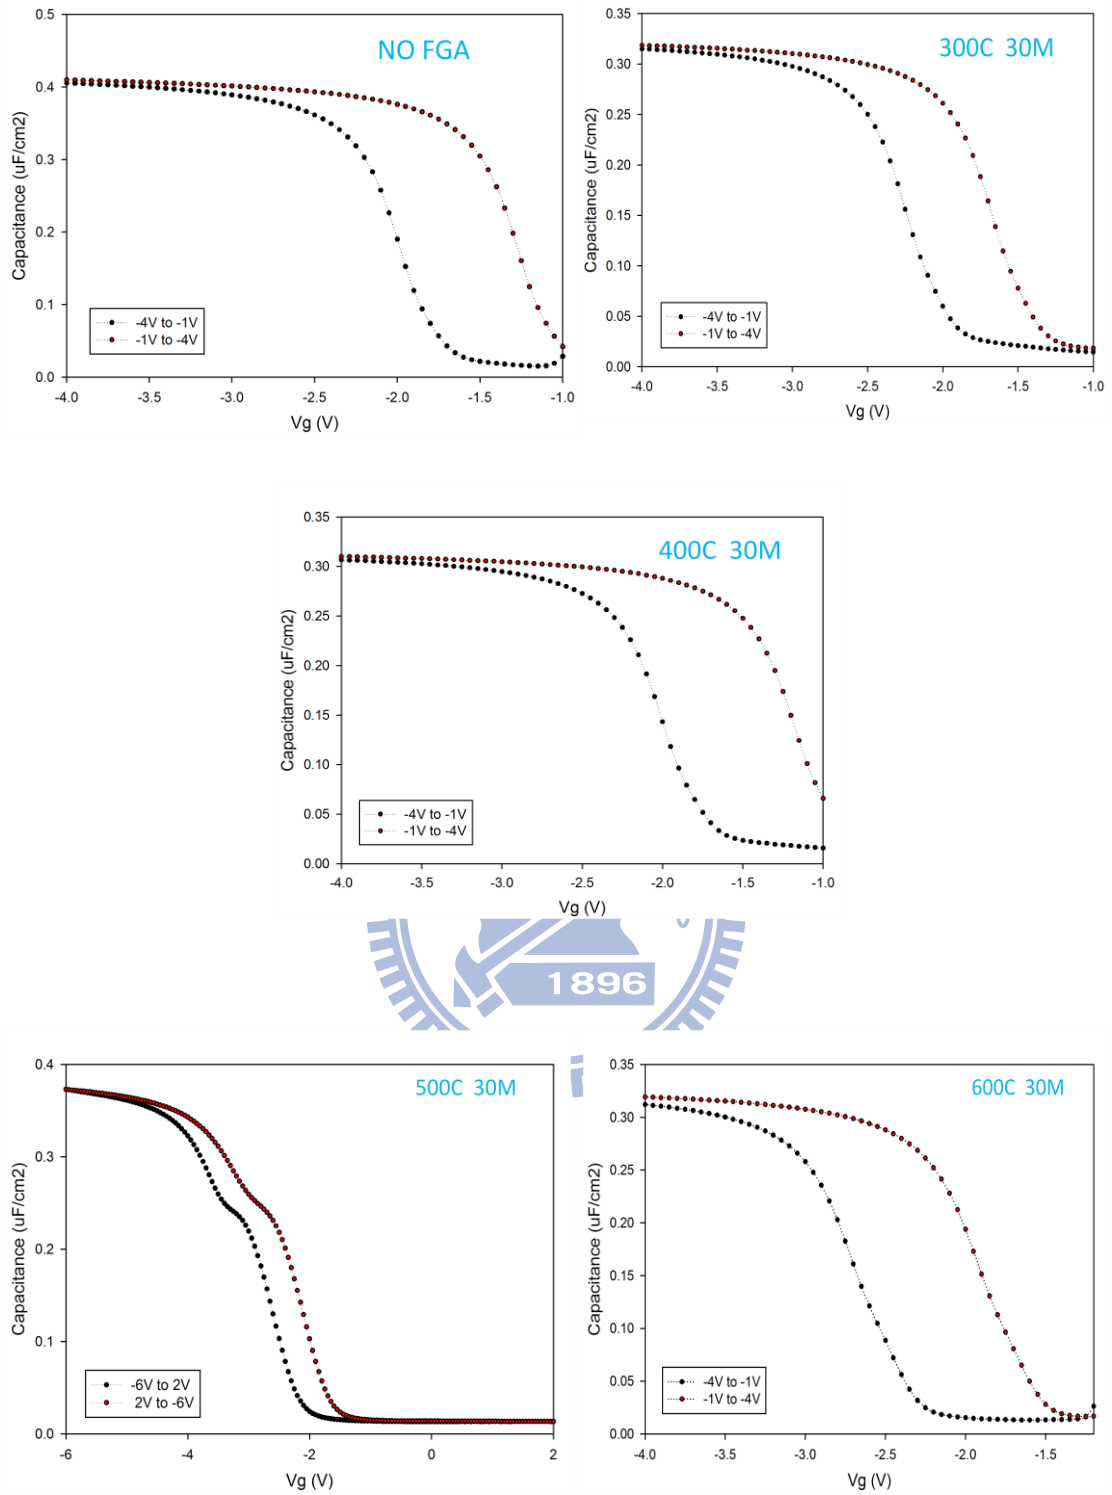 NO FGA
Capacitance (uF/cm2)
0.5
0.4
0.3
0.2
0.1
0.0
-4V to -1V
-1V to -4V
-4.0 -3.5 -3.0 -2.5 -2.0 -1.5 -1.0
Vg (V)
300C 30M
Capacitance (uF/cm2)
0.35
0.30
0.25
0.20
0.15
0.10
0.05
0.00
-4V to -1V
-1V to -4V
-4.0 -3.5 -3.0 -2.5 -2.0 -1.5 -1.0
Vg (V)
400C 30M
Capacitance (uF/cm2)
0.35
0.30
0.25
0.20
0.15
0.10
0.05
0.00
-4V to -1V
-1V to -4V
-4.0 -3.5 -3.0 -2.5 -2.0 -1.5 -1.0
Vg (V)
1896
500C 30M
Capacitance (uF/cm2)
0.4
0.3
0.2
0.1
0.0
-6V to 2V
2V to -6V
-6 -4 -2 0 2
Vg (V)
600C 30M
Capacitance (uF/cm2)
0.35
0.30
0.25
0.20
0.15
0.10
0.05
0.00
-4V to -1V
-1V to -4V
-4.0 -3.5 -3.0 -2.5 -2.0 -1.5
Vg (V)